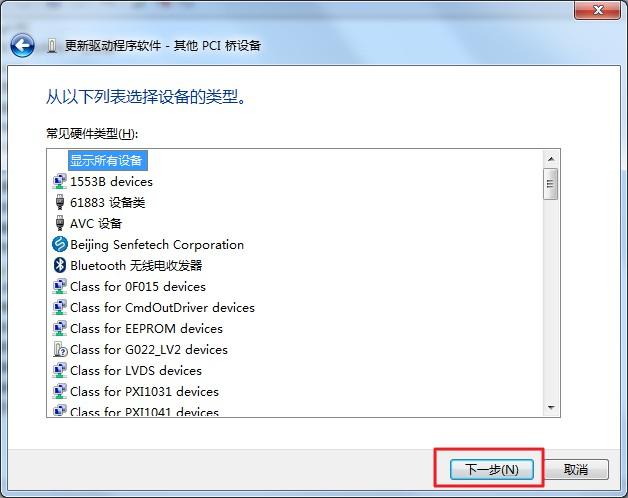 更新驱动程序软件 - 其他 PCI 桥设备
从以下列表选择设备的类型。
常见硬件类型(H):
显示所有设备
1553B devices
61883 设备类
AVC 设备
Beijing Senfetech Corporation
Bluetooth 无线电收发器
Class for 0F015 devices
Class for CmdOutDriver devices
Class for EEPROM devices
Class for G022_LV2 devices
Class for LVDS devices
Class for PXI1031 devices
Class for PXI1041 devices
下一步(N)
取消